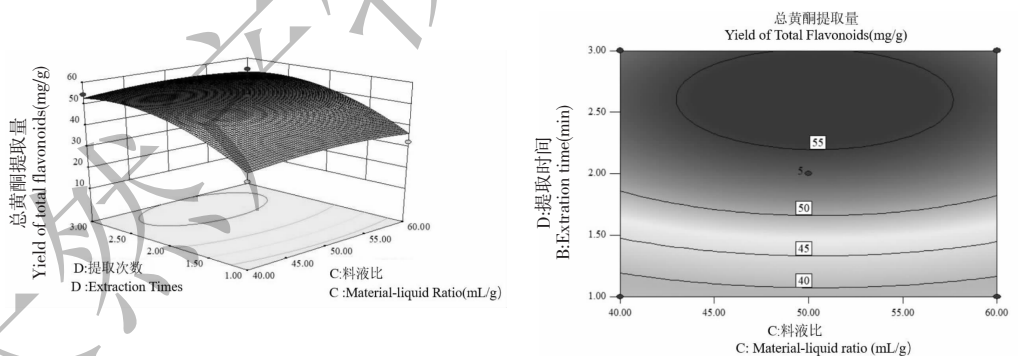 总黄酮提取量
Yield of total flavonoids(mg/g)
60
50
40
30
20
10
3.00
2.50
2.00
1.50
1.00
40.00
45.00
50.00
55.00
60.00
D:提取次数
D :Extraction Times
C:料液比
C :Material-liquid Ratio(mL/g)
总黄酮提取量
Yield of Total Flavonoids(mg/g)
D:提取时间
B:Extration time(min)
3.00
2.50
2.00
1.50
1.00
55
5
50
45
40
40.00
45.00
50.00
55.00
60.00
C:料液比
C: Material-liquid ratio (mL/g)